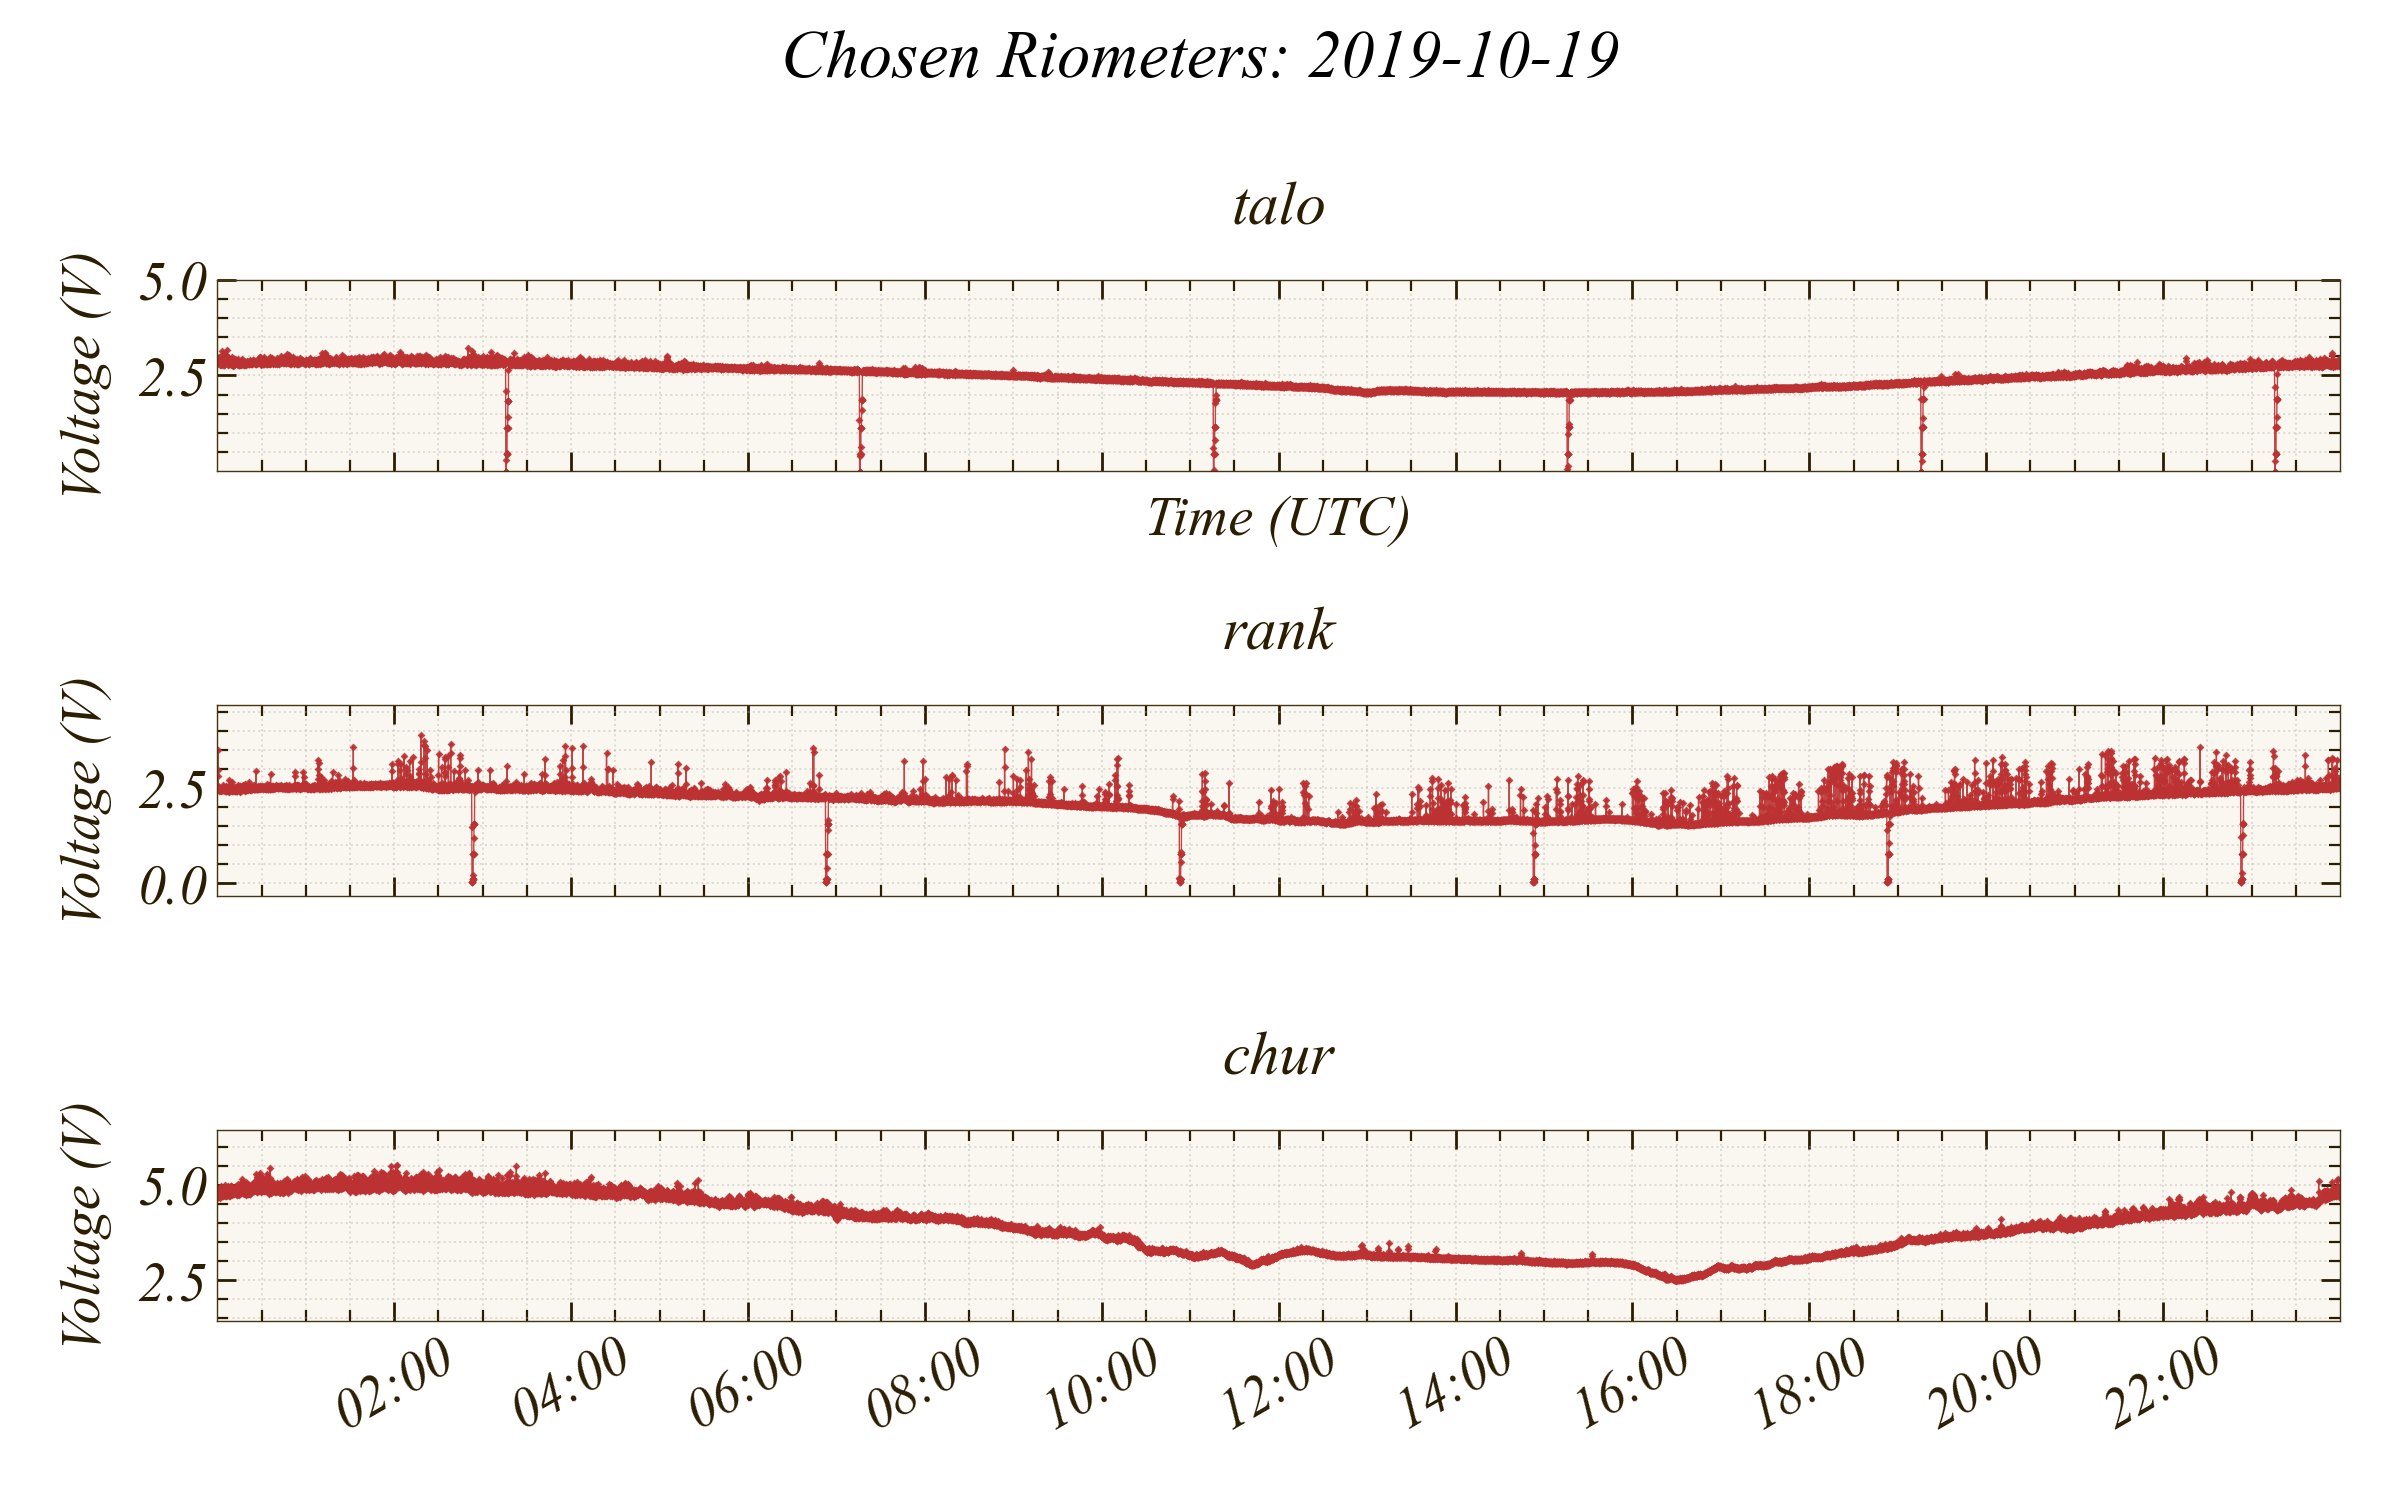 Chosen Riometers: 2019-10-19
talo
Voltage (V)
5.0
2.5
Time (UTC)
rank
Voltage (V)
2.5
0.0
chur
Voltage (V)
5.0
2.5
02:00 04:00 06:00 08:00 10:00 12:00 14:00 16:00 18:00 20:00 22:00